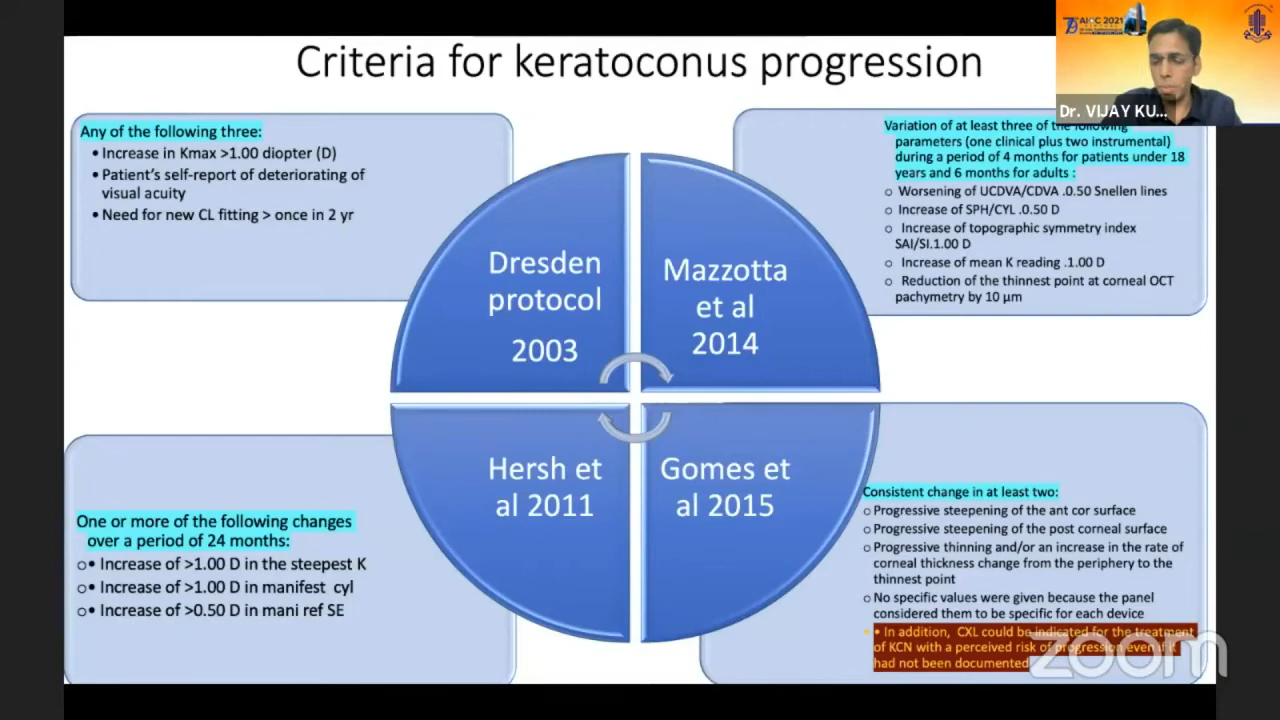 Criteria for keratoconus progression
AIOC 2021
Dr. VIJAY KU...
Any of the following three:
• Increase in Kmax >1.00 diopter (D)
• Patient's self-report of deteriorating of
visual acuity
• Need for new CL fitting > once in 2 yr
Variation of at least three of the following
parameters (one clinical plus two instrumental)
during a period of 4 months for patients under 18
years and 6 months for adults :
o Worsening of UCDVA/CDVA .0.50 Snellen lines
o Increase of SPH/CYL .0.50 D
o Increase of topographic symmetry index
SAI/SI.1.00 D
o Increase of mean K reading .1.00 D
o Reduction of the thinnest point at corneal OCT
pachymetry by 10 μm
Dresden
protocol
2003
Mazzotta
et al
2014
Hersh et
al 2011
Gomes et
al 2015
One or more of the following changes
over a period of 24 months:
o• Increase of >1.00 D in the steepest K
o• Increase of >1.00 D in manifest cyl
o• Increase of >0.50 D in mani ref SE
Consistent change in at least two:
o Progressive steepening of the ant cor surface
o Progressive steepening of the post corneal surface
o Progressive thinning and/or an increase in the rate of
corneal thickness change from the periphery to the
thinnest point
o No specific values were given because the panel
considered them to be specific for each device
• • In addition, CXL could be indicated for the treatment
of KCN with a perceived risk of progression even if it
had not been documented
zoom